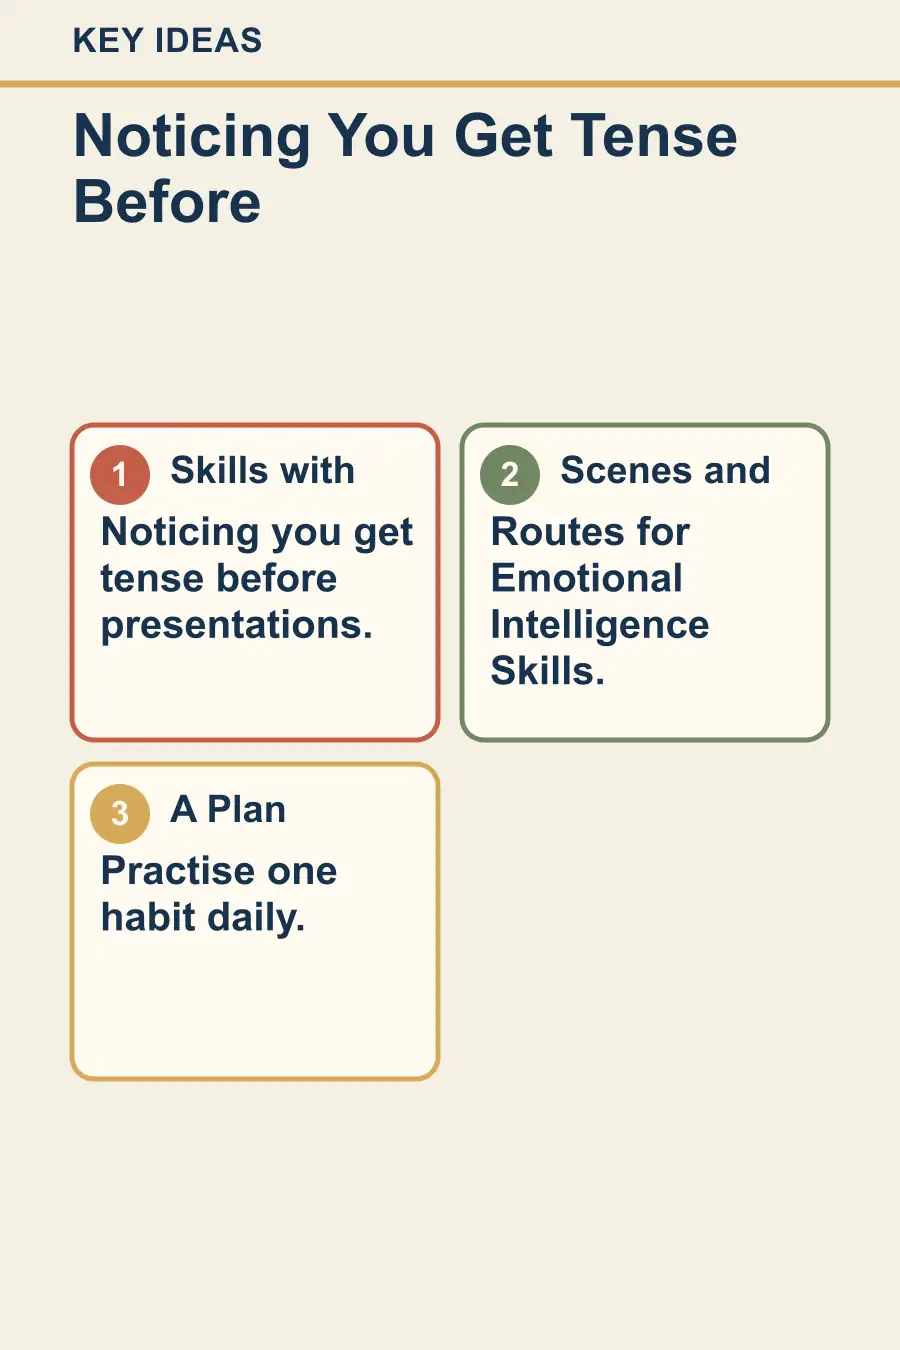 KEY IDEAS
Noticing You Get Tense
Before
1 Skills with
Noticing you get
tense before
presentations.
2 Scenes and
Routes for
Emotional
Intelligence
Skills.
3 A Plan
Practise one
habit daily.